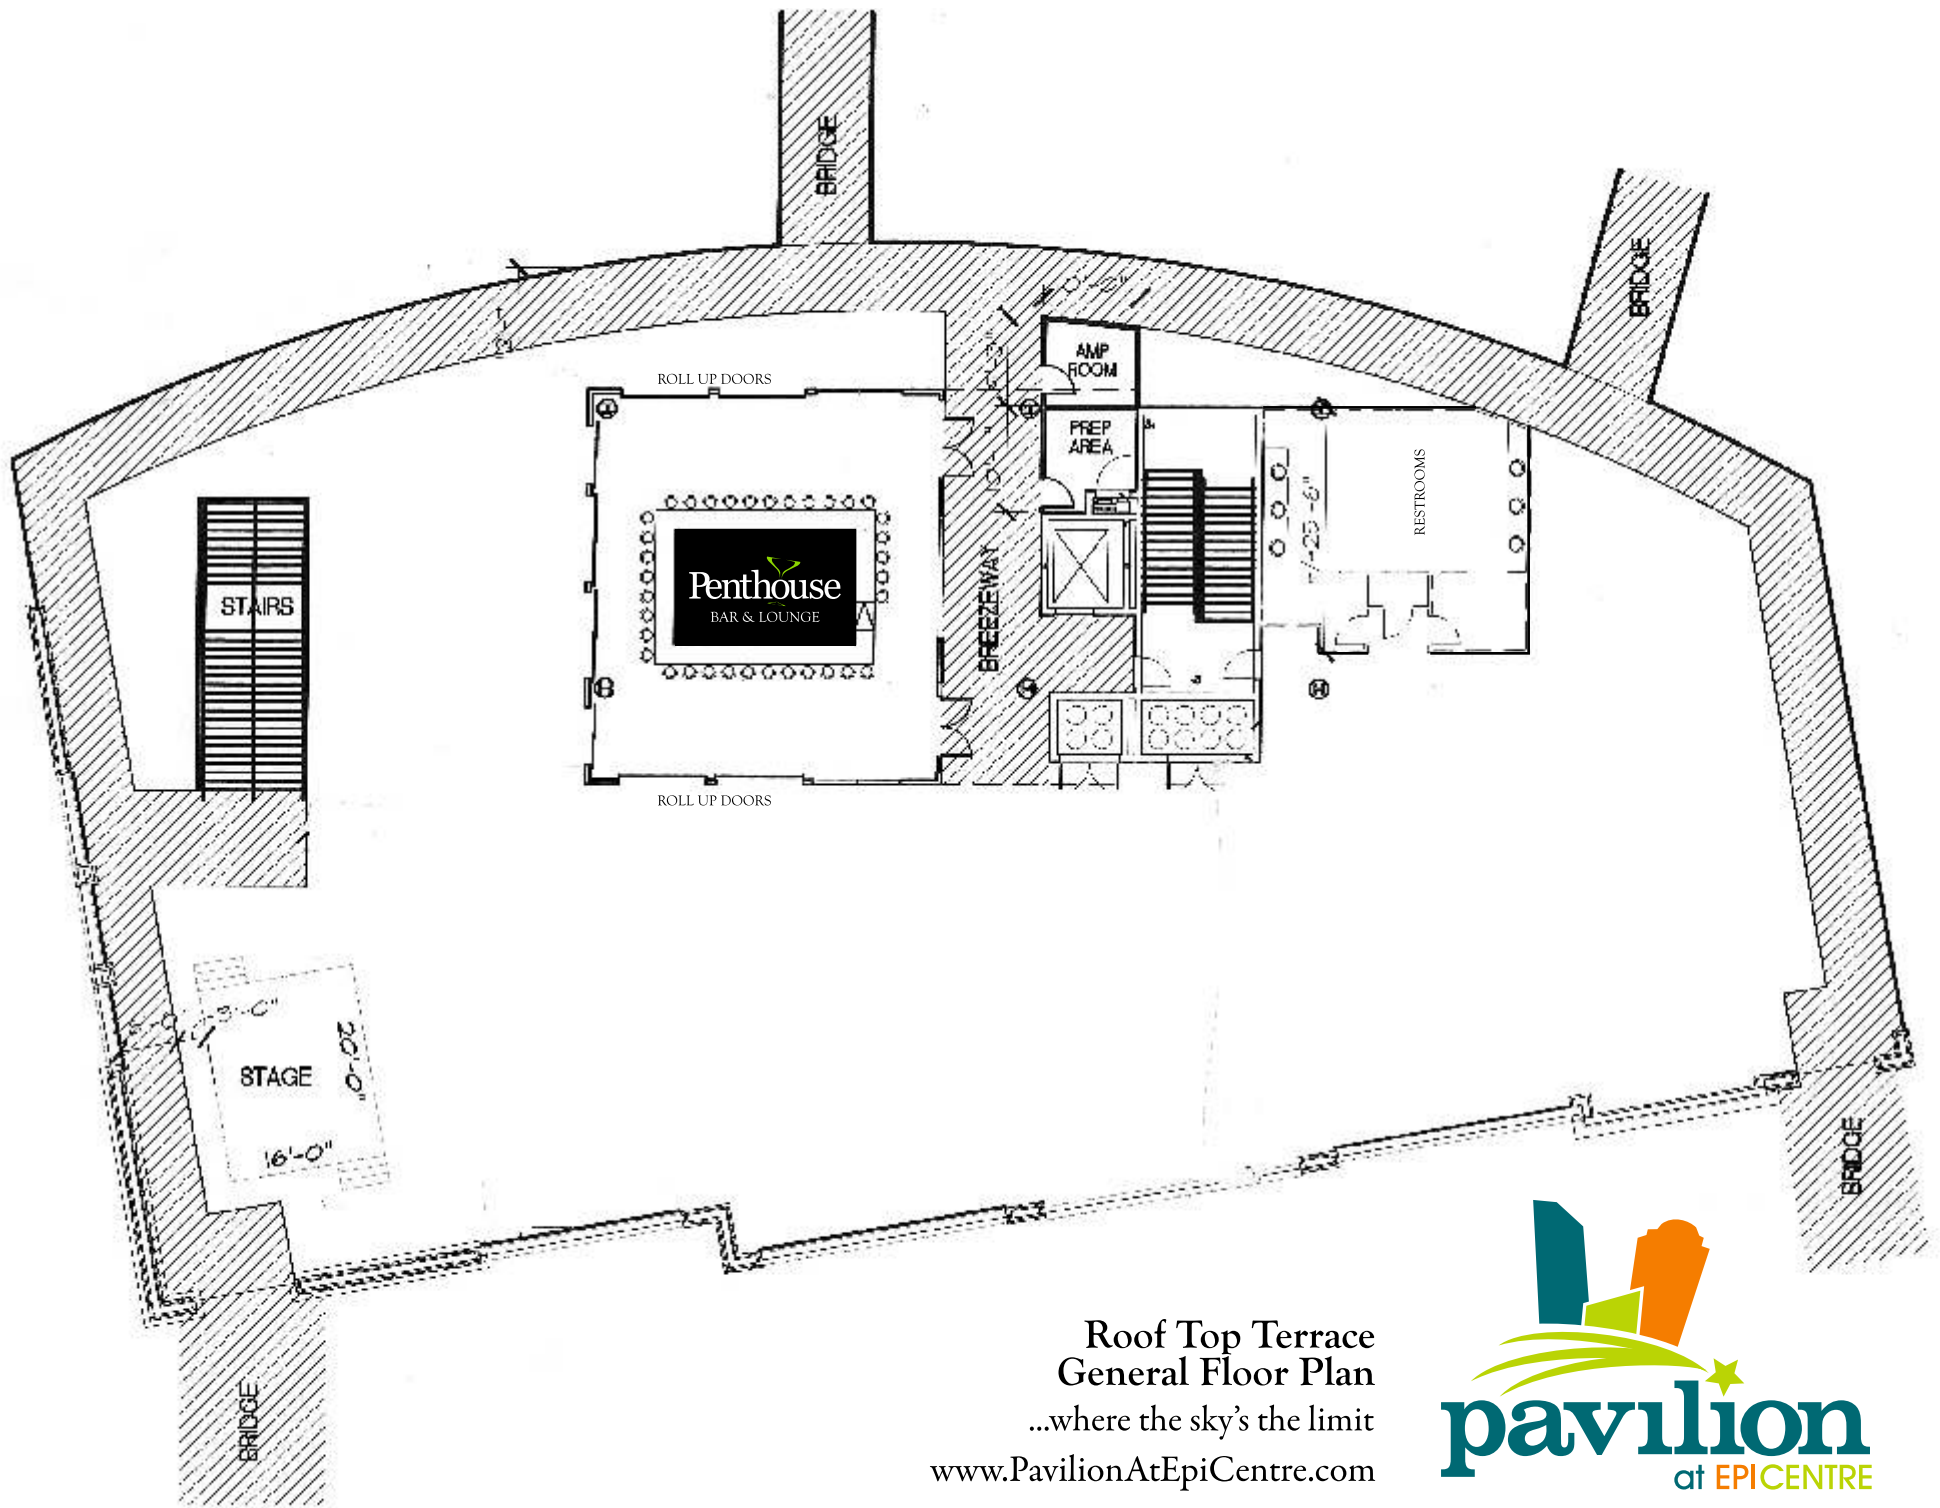 BRIDGE
BRIDGE
AMP
ROOM
ROLL UP DOORS
PREP
AREA
RESTROOMS
Penthouse
BAR & LOUNGE
STAIRS
BREEZEWAY
ROLL UP DOORS
STAGE
20'-0"
16'-0"
BRIDGE
BRIDGE
Roof Top Terrace
General Floor Plan
...where the sky's the limit
www.PavilionAtEpiCentre.com
pavilion
at EPICENTRE